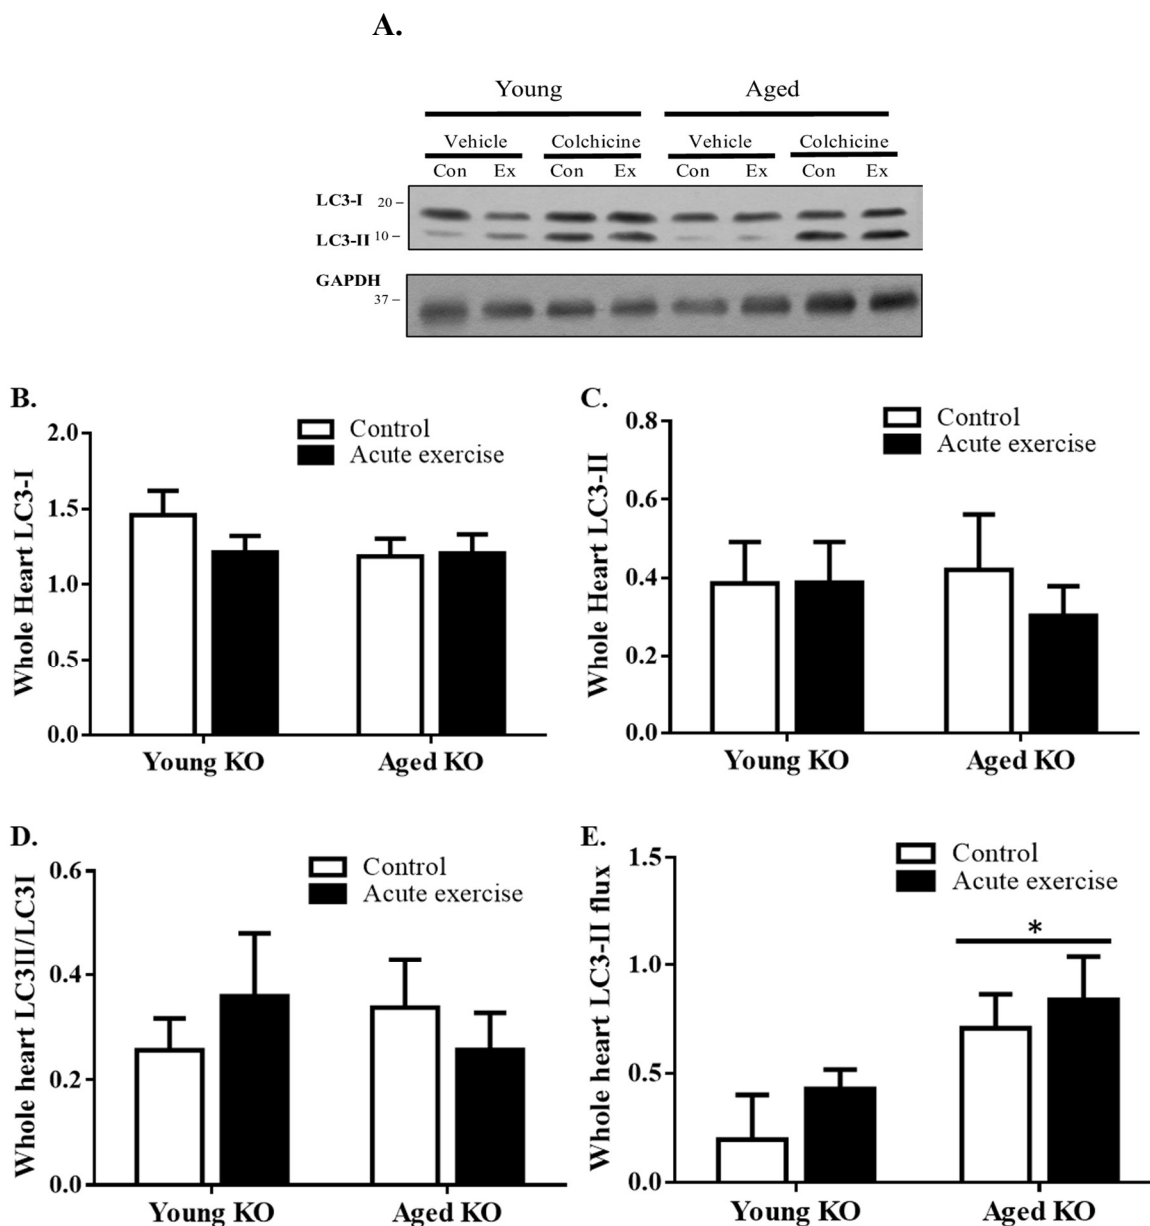 A.
Young Aged
Vehicle Colchicine Vehicle Colchicine
Con Ex Con Ex Con Ex Con Ex
LC3-I 20 –
LC3-II 10 –
GAPDH
37 –
B.
Control
Acute exercise
Whole Heart LC3-I
2.0
1.5
1.0
0.5
0.0
Young KO Aged KO
C.
Control
Acute exercise
Whole Heart LC3-II
0.8
0.6
0.4
0.2
0.0
Young KO Aged KO
D.
Control
Acute exercise
Whole heart LC3II/LC3I
0.6
0.4
0.2
0.0
Young KO Aged KO
E.
Control
Acute exercise
Whole heart LC3-II flux
1.5
1.0
0.5
0.0
*
Young KO Aged KO